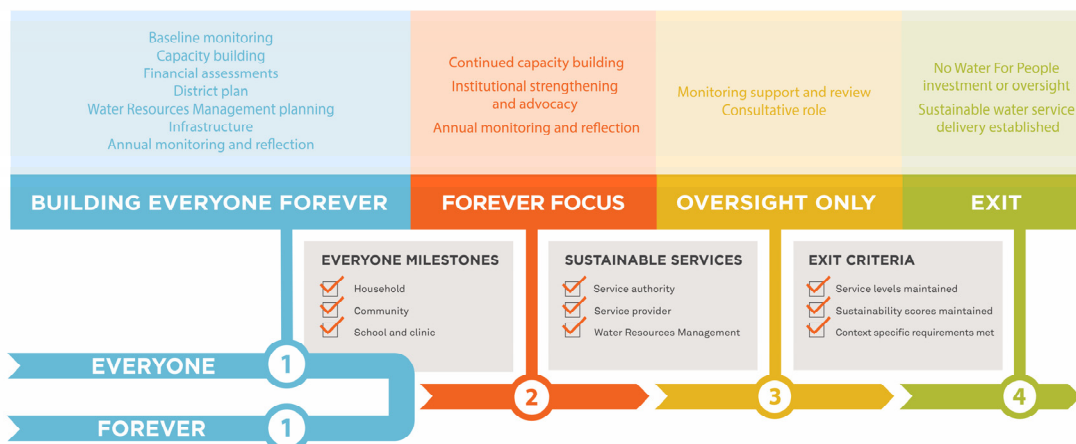 Baseline monitoring
Capacity building
Financial assessments
District plan
Water Resources Management planning
Infrastructure
Annual monitoring and reflection
Continued capacity building
Institutional strengthening
and advocacy
Annual monitoring and reflection
Monitoring support and review
Consultative role
No Water For People
investment or oversight
Sustainable water service
delivery established
BUILDING EVERYONE FOREVER
FOREVER FOCUS
OVERSIGHT ONLY
EXIT
EVERYONE MILESTONES
Household
Community
School and clinic
SUSTAINABLE SERVICES
Service authority
Service provider
Water Resources Management
EXIT CRITERIA
Service levels maintained
Sustainability scores maintained
Context specific requirements met
EVERYONE
1
2
3
4
FOREVER
1